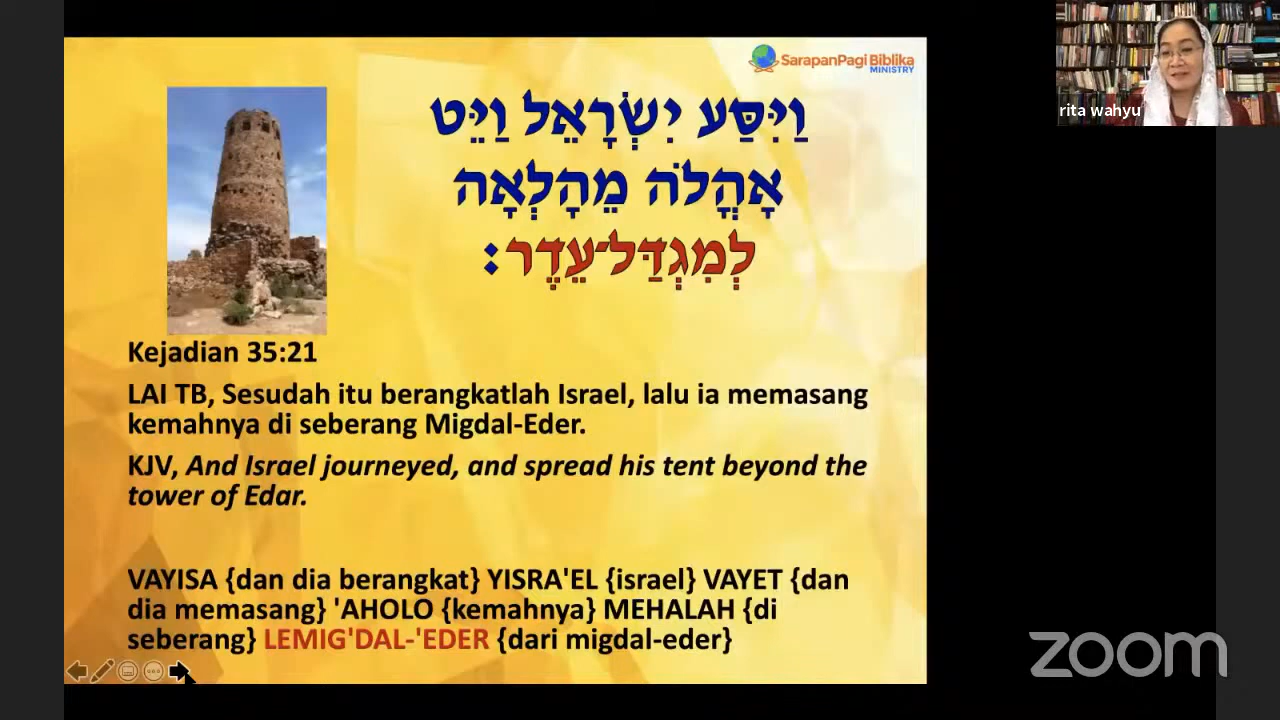 SarapanPagi Biblika
MINISTRY
rita wahyu
וַיִּסַּע יִשְׂרָאֵל וַיֵּט
אָהֳלֹה מֵהָלְאָה
לְמִגְדַּל־עֵדֶר׃
Kejadian 35:21
LAI TB, Sesudah itu berangkatlah Israel, lalu ia memasang
kemahnya di seberang Migdal-Eder.
KJV, And Israel journeyed, and spread his tent beyond the
tower of Edar.
VAYISA {dan dia berangkat} YISRA'EL {israel} VAYET {dan
dia memasang} 'AHOLO {kemahnya} MEHALAH {di
seberang} LEMIG'DAL-'EDER {dari migdal-eder}
zoom